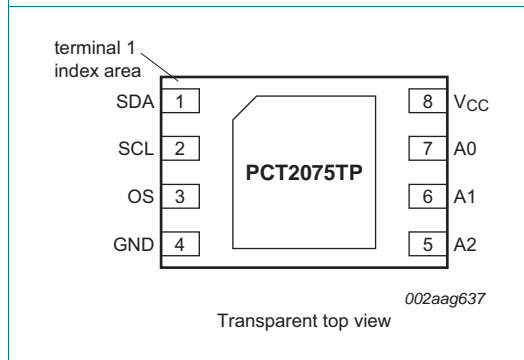 terminal 1
index area
SDA 1
8 VCC
SCL 2
7 A0
PCT2075TP
OS 3
6 A1
GND 4
5 A2
002aag637
Transparent top view